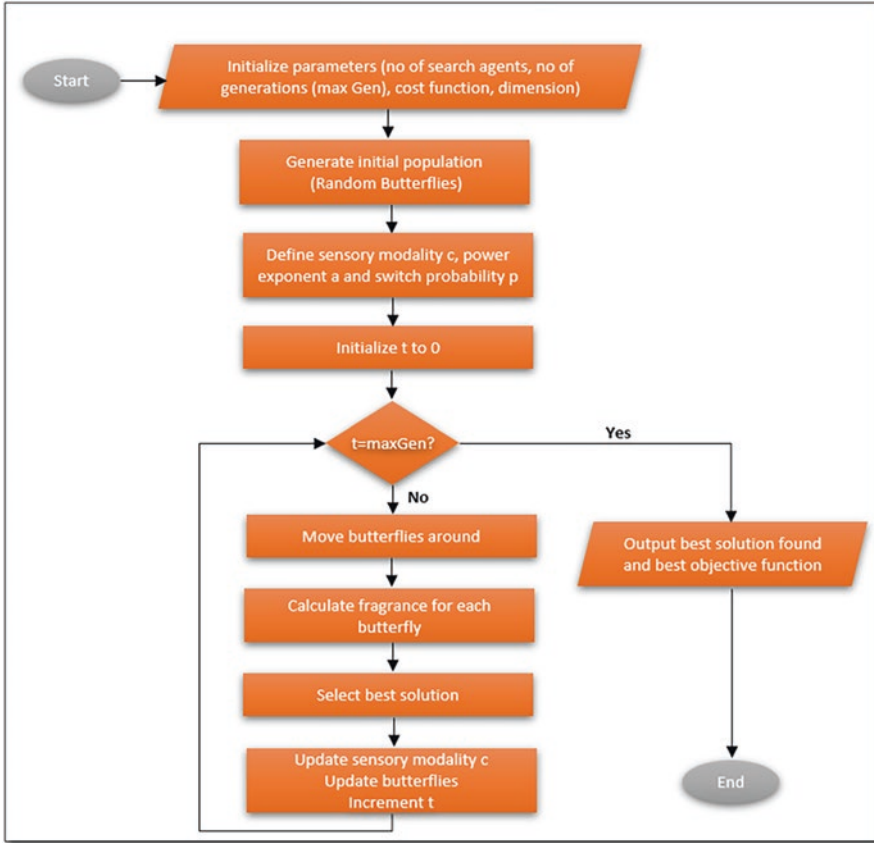 Start
Initialize parameters (no of search agents, no of
generations (max Gen), cost function, dimension)
Generate initial population
(Random Butterflies)
Define sensory modality c, power
exponent a and switch probability p
Initialize t to 0
t=maxGen?
Yes
No
Move butterflies around
Output best solution found
and best objective function
Calculate fragrance for each
butterfly
Select best solution
Update sensory modality c
Update butterflies
Increment t
End